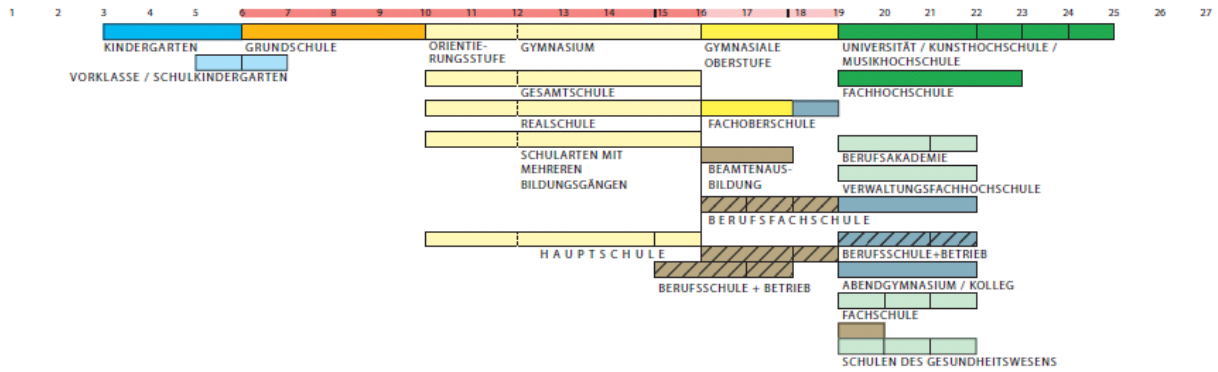 1 2 3 4 5 6 7 8 9 10 11 12 13 14 15 16 17 18 19 20 21 22 23 24 25 26 27
KINDERGARTEN
GRUNDSCHULE
ORIENTIE-
RUNGSSTUFE
GYMNASIUM
GYMNASIALE
OBERSTUFE
UNIVERSITÄT / KUNSTHOCHSCHULE /
MUSIKHOCHSCHULE
VORKLASSE / SCHULKINDERGARTEN
GESAMTSCHULE
FACHHOCHSCHULE
REALSCHULE
FACHOBERSCHULE
SCHULARTEN MIT
MEHREREN
BILDUNGSGÄNGEN
BEAMTENAUS-
BILDUNG
BERUFSAKADEMIE
VERWALTUNGSFACHHOCHSCHULE
BERUFSFACHSCHULE
HAUPTSCHULE
BERUFSSCHULE+BETRIEB
BERUFSSCHULE + BETRIEB
ABENDGYMNASIUM / KOLLEG
FACHSCHULE
SCHULEN DES GESUNDHEITSWESENS